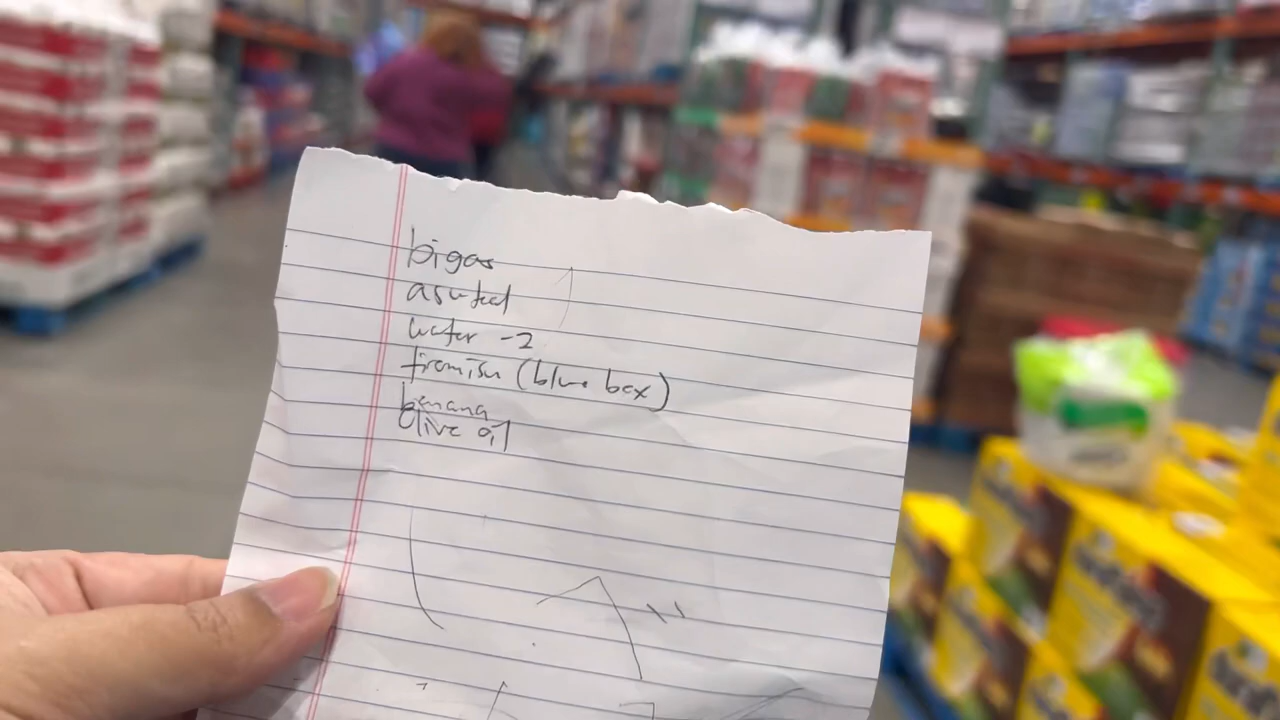 bigas
asukal
water -2
tiramisu (blue box)
banana
olive oil